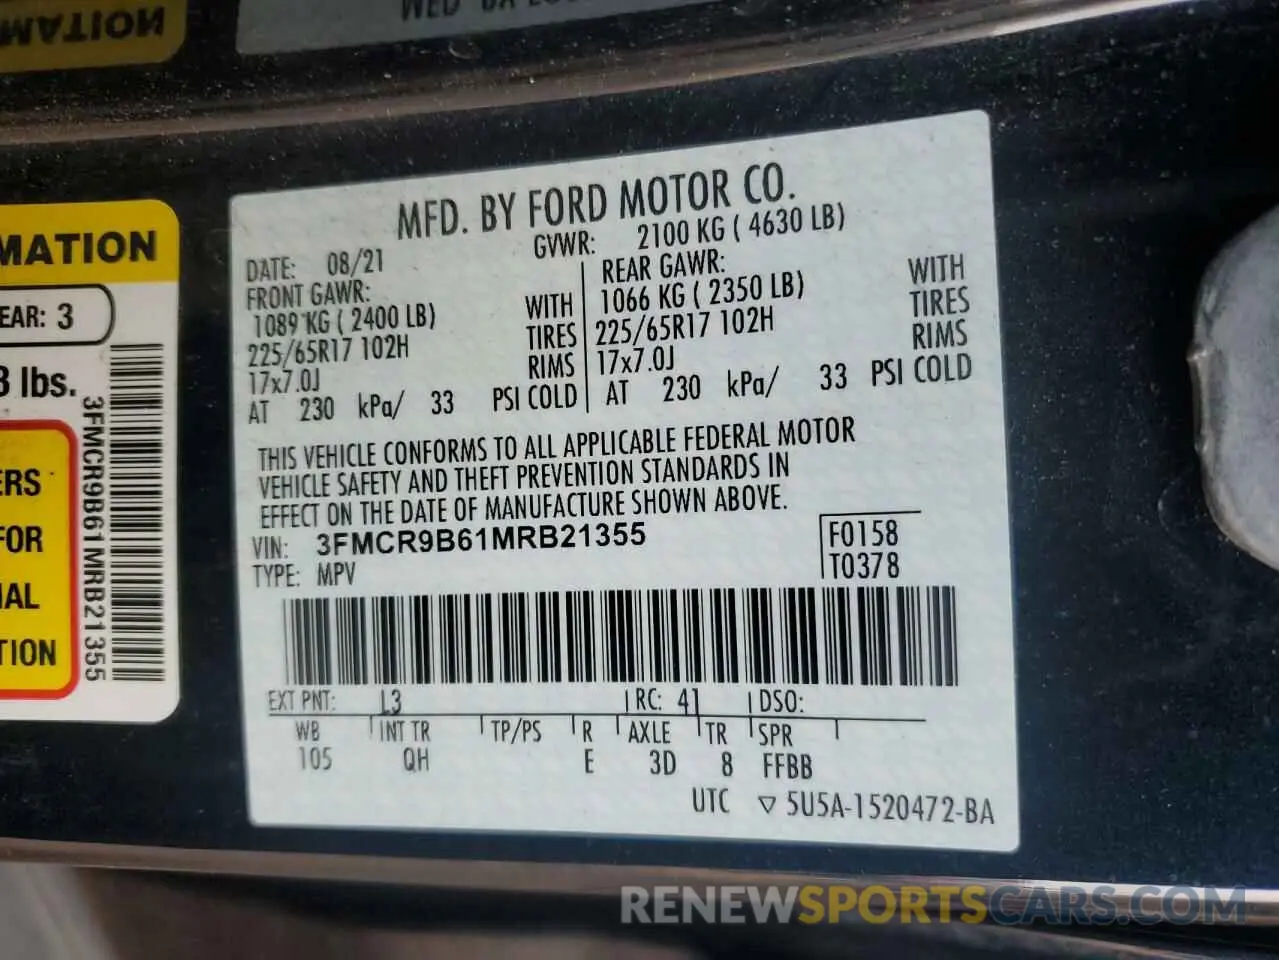 MATION
WED
MATION
EAR: 3
lbs.
3FMCR9B61MRB21355
ERS
FOR
IAL
TION
MFD. BY FORD MOTOR CO.
DATE: 08/21 GVWR: 2100 KG ( 4630 LB)
FRONT GAWR: REAR GAWR:
1089 KG ( 2400 LB) WITH 1066 KG ( 2350 LB) WITH
225/65R17 102H TIRES 225/65R17 102H TIRES
17x7.0J RIMS 17x7.0J RIMS
AT 230 kPa/ 33 PSI COLD AT 230 kPa/ 33 PSI COLD
THIS VEHICLE CONFORMS TO ALL APPLICABLE FEDERAL MOTOR
VEHICLE SAFETY AND THEFT PREVENTION STANDARDS IN
EFFECT ON THE DATE OF MANUFACTURE SHOWN ABOVE.
VIN: 3FMCR9B61MRB21355 F0158
TYPE: MPV T0378
EXT PNT: L3 RC: 41 DSO:
WB INT TR TP/PS R AXLE TR SPR
105 QH E 3D 8 FFBB
UTC ▽ 5U5A-1520472-BA
RENEWSPORTSCARS.COM